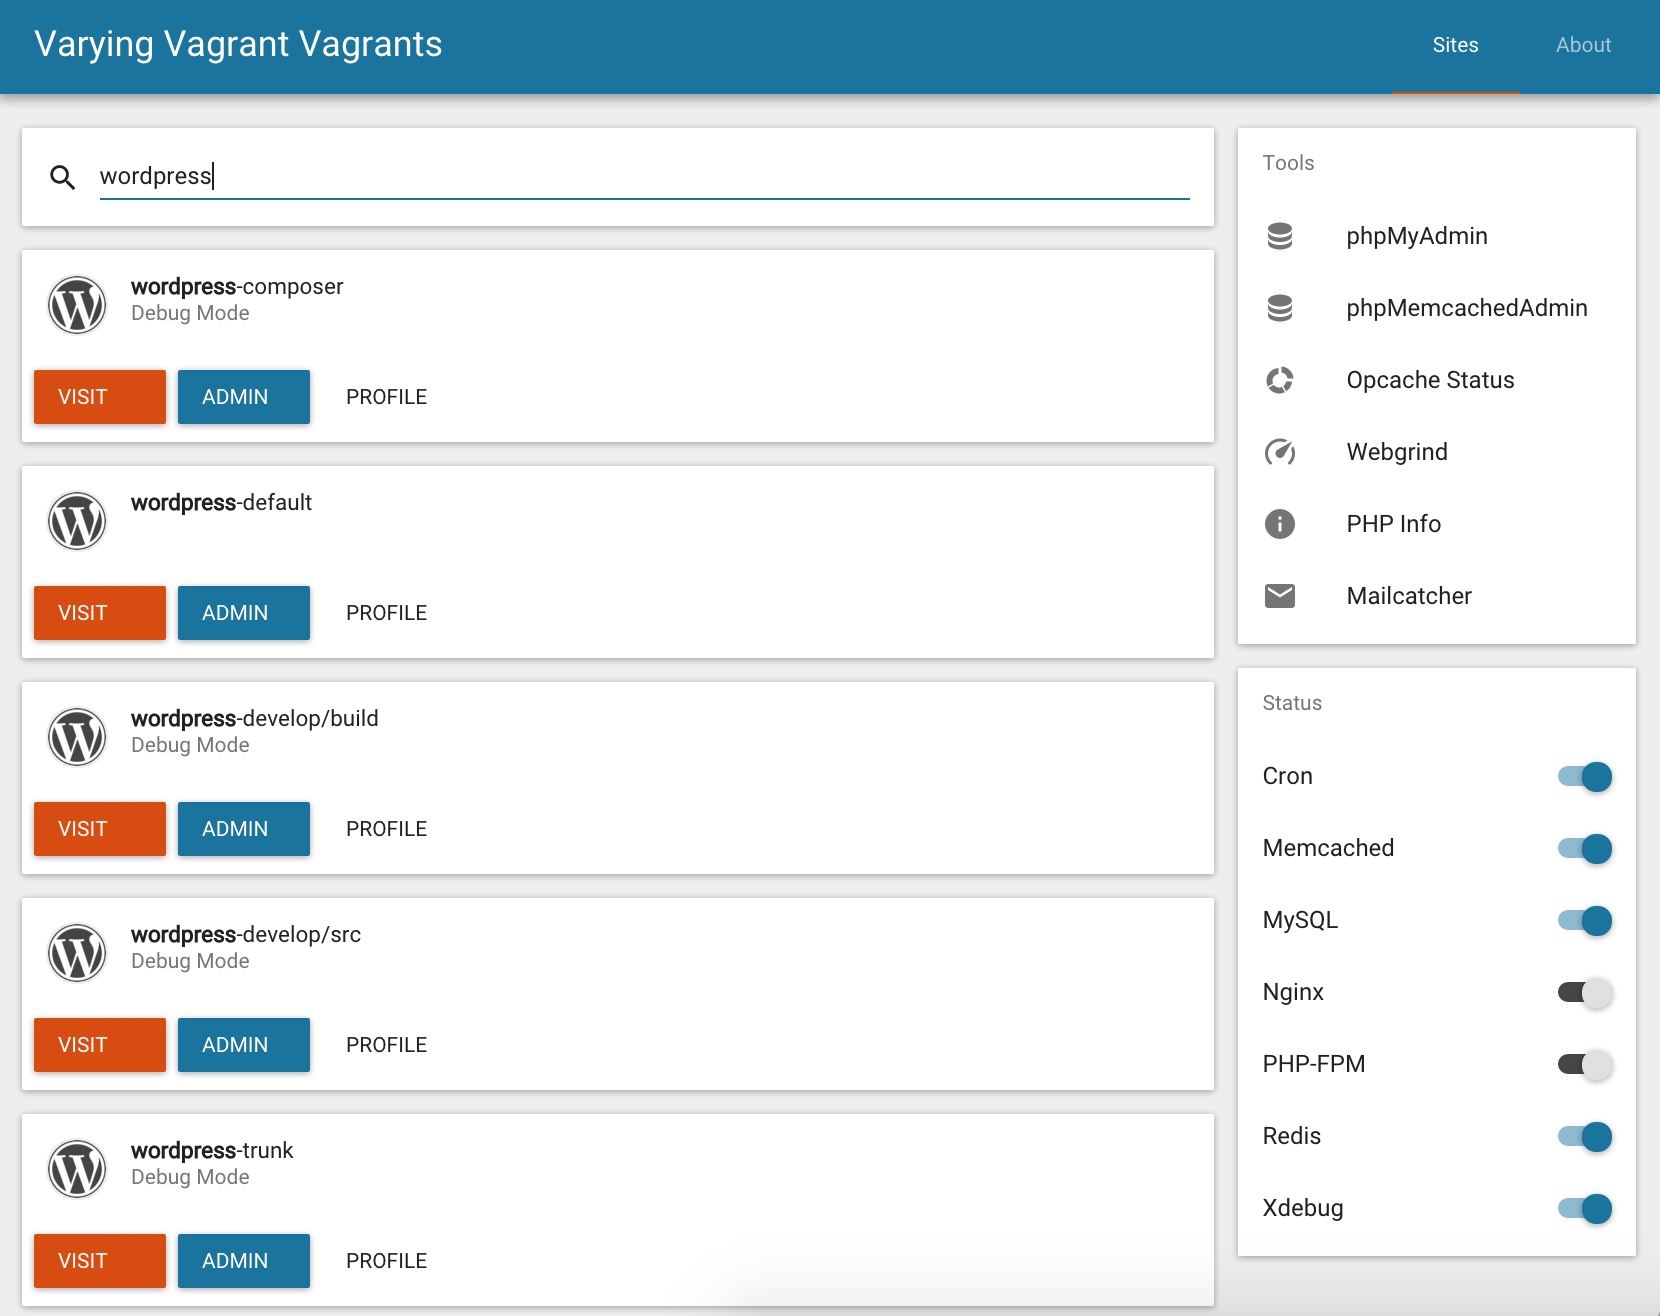 Varying Vagrant Vagrants
Sites
About
wordpress
wordpress-composer
Debug Mode
VISIT
ADMIN
PROFILE
wordpress-default
VISIT
ADMIN
PROFILE
wordpress-develop/build
Debug Mode
VISIT
ADMIN
PROFILE
wordpress-develop/src
Debug Mode
VISIT
ADMIN
PROFILE
wordpress-trunk
Debug Mode
VISIT
ADMIN
PROFILE
Tools
phpMyAdmin
phpMemcachedAdmin
Opcache Status
Webgrind
PHP Info
Mailcatcher
Status
Cron
Memcached
MySQL
Nginx
PHP-FPM
Redis
Xdebug